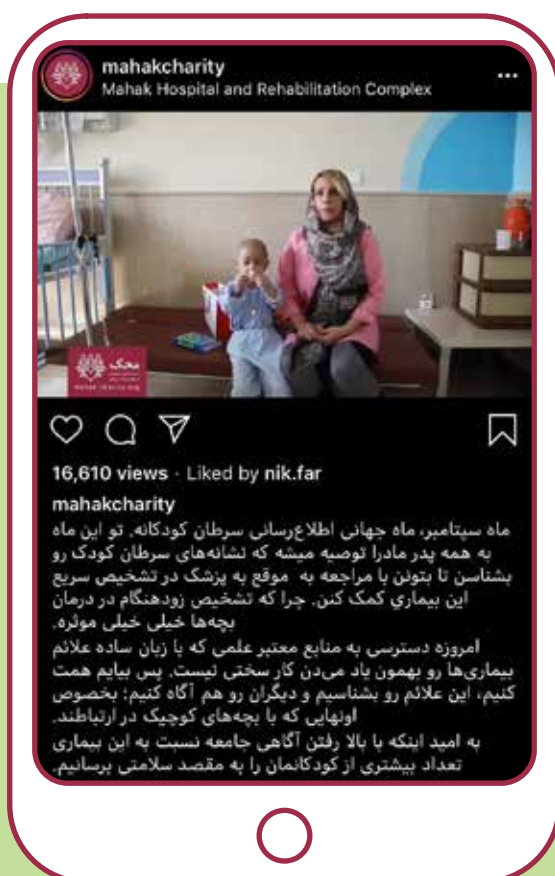 mahakcharity
Mahak Hospital and Rehabilitation Complex
محک
16,610 views · Liked by nik.far
mahakcharity
ماه سپتامبر، ماه جهانی اطلاع‌رسانی سرطان کودکانه. تو این ماه
به همه پدر مادرا توصیه میشه که نشانه‌های سرطان کودک رو
بشناسن تا بتونن با مراجعه به موقع به پزشک در تشخیص سریع
این بیماری کمک کنن. چرا که تشخیص زودهنگام در درمان
بچه‌ها خیلی خیلی موثره.
امروزه دسترسی به منابع معتبر علمی که با زبان ساده علائم
بیماری‌ها رو بهمون یاد می‌دن کار سختی نیست. پس بیایم همت
کنیم، این علائم رو بشناسیم و دیگران رو هم آگاه کنیم؛ بخصوص
اونهایی که با بچه‌های کوچیک در ارتباطند.
به امید اینکه با بالا رفتن آگاهی جامعه نسبت به این بیماری
تعداد بیشتری از کودکانمان را به مقصد سلامتی برسانیم.